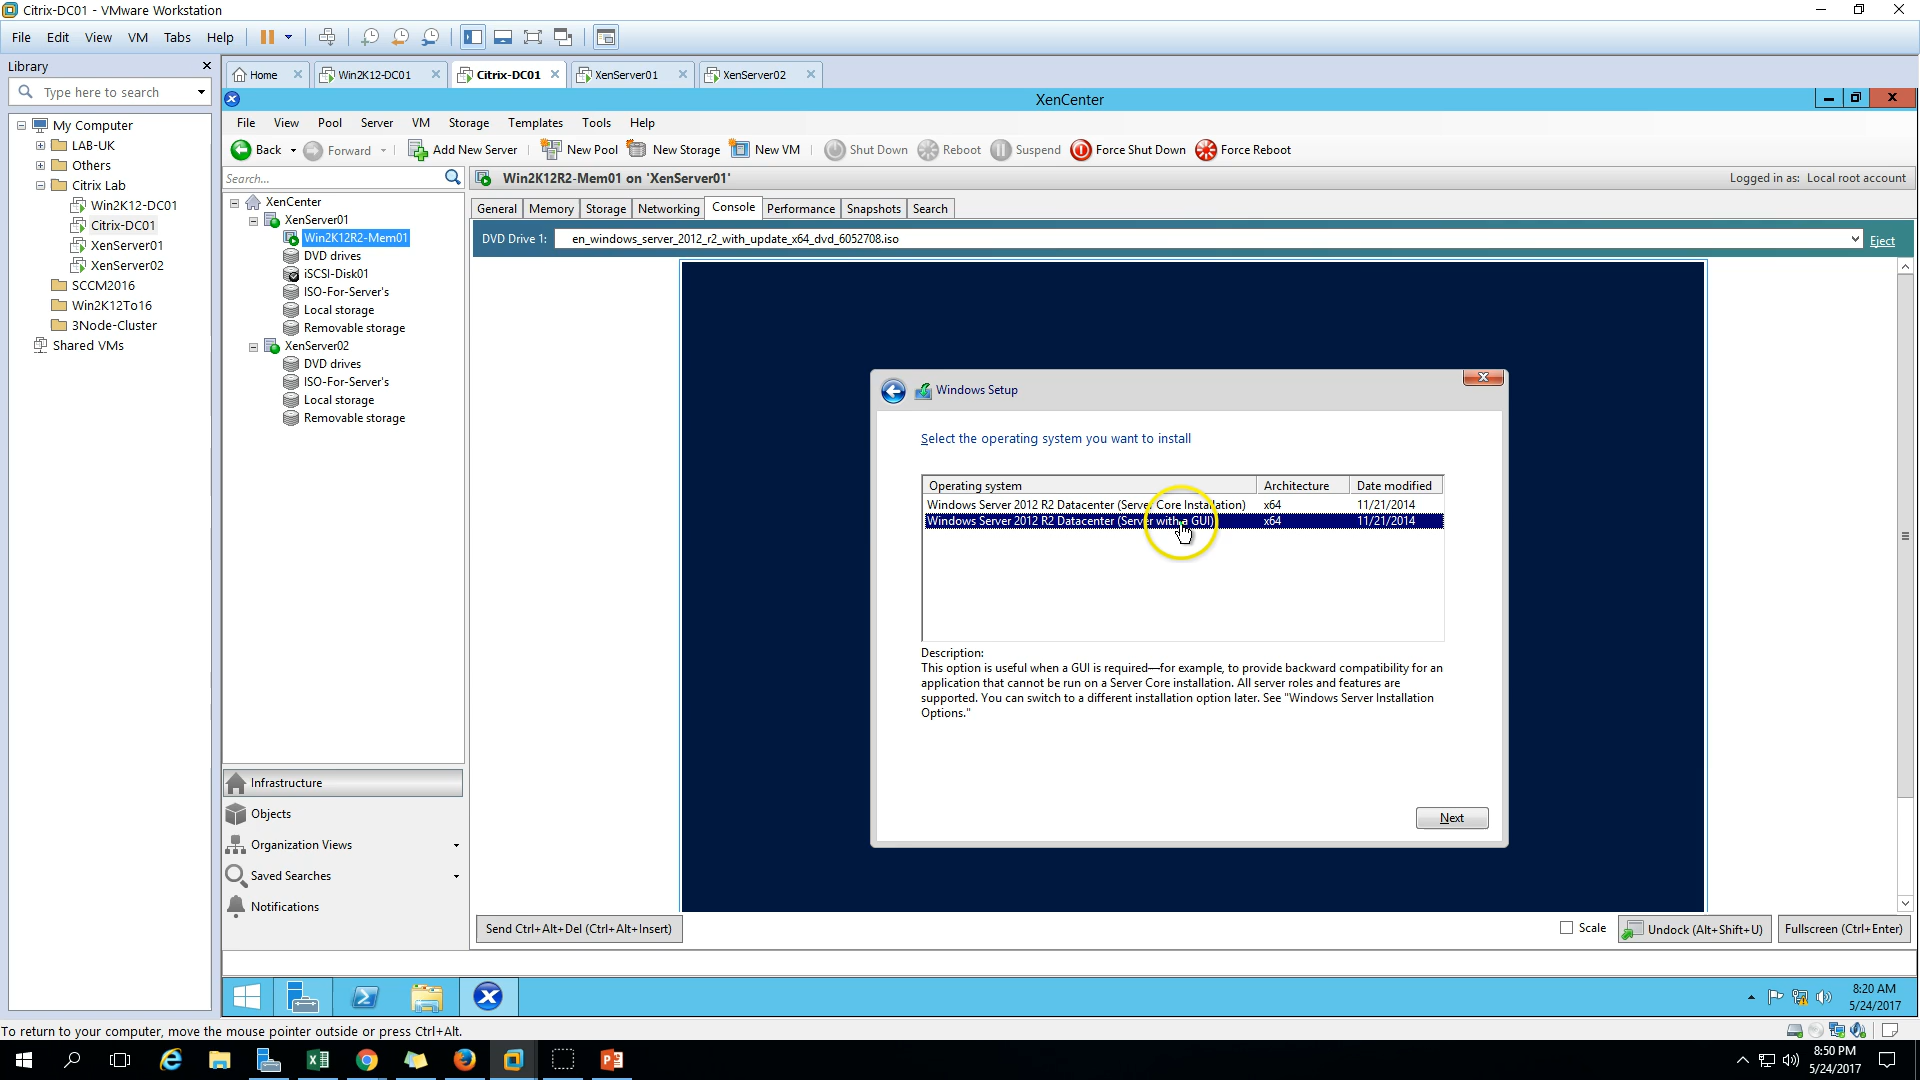 Citrix-DC01 - VMware Workstation
File Edit View VM Tabs Help
Library
Type here to search
My Computer
LAB-UK
Others
Citrix Lab
Win2K12-DC01
Citrix-DC01
XenServer01
XenServer02
SCCM2016
Win2K12To16
3Node-Cluster
Shared VMs
Home Win2K12-DC01 Citrix-DC01 XenServer01 XenServer02
XenCenter
File View Pool Server VM Storage Templates Tools Help
Back Forward Add New Server New Pool New Storage New VM Shut Down Reboot Suspend Force Shut Down Force Reboot
Search...
XenCenter
XenServer01
Win2K12R2-Mem01
DVD drives
iSCSI-Disk01
ISO-For-Server's
Local storage
Removable storage
XenServer02
DVD drives
ISO-For-Server's
Local storage
Removable storage
Infrastructure
Objects
Organization Views
Saved Searches
Notifications
Win2K12R2-Mem01 on 'XenServer01'
Logged in as: Local root account
General Memory Storage Networking Console Performance Snapshots Search
DVD Drive 1: en_windows_server_2012_r2_with_update_x64_dvd_6052708.iso Eject
Windows Setup
Select the operating system you want to install
Operating system Architecture Date modified
Windows Server 2012 R2 Datacenter (Server Core Installation) x64 11/21/2014
Windows Server 2012 R2 Datacenter (Server with a GUI) x64 11/21/2014
Description:
This option is useful when a GUI is required—for example, to provide backward compatibility for an
application that cannot be run on a Server Core installation. All server roles and features are
supported. You can switch to a different installation option later. See "Windows Server Installation
Options."
Next
Send Ctrl+Alt+Del (Ctrl+Alt+Insert)
Scale Undock (Alt+Shift+U) Fullscreen (Ctrl+Enter)
8:20 AM
5/24/2017
To return to your computer, move the mouse pointer outside or press Ctrl+Alt.
8:50 PM
5/24/2017